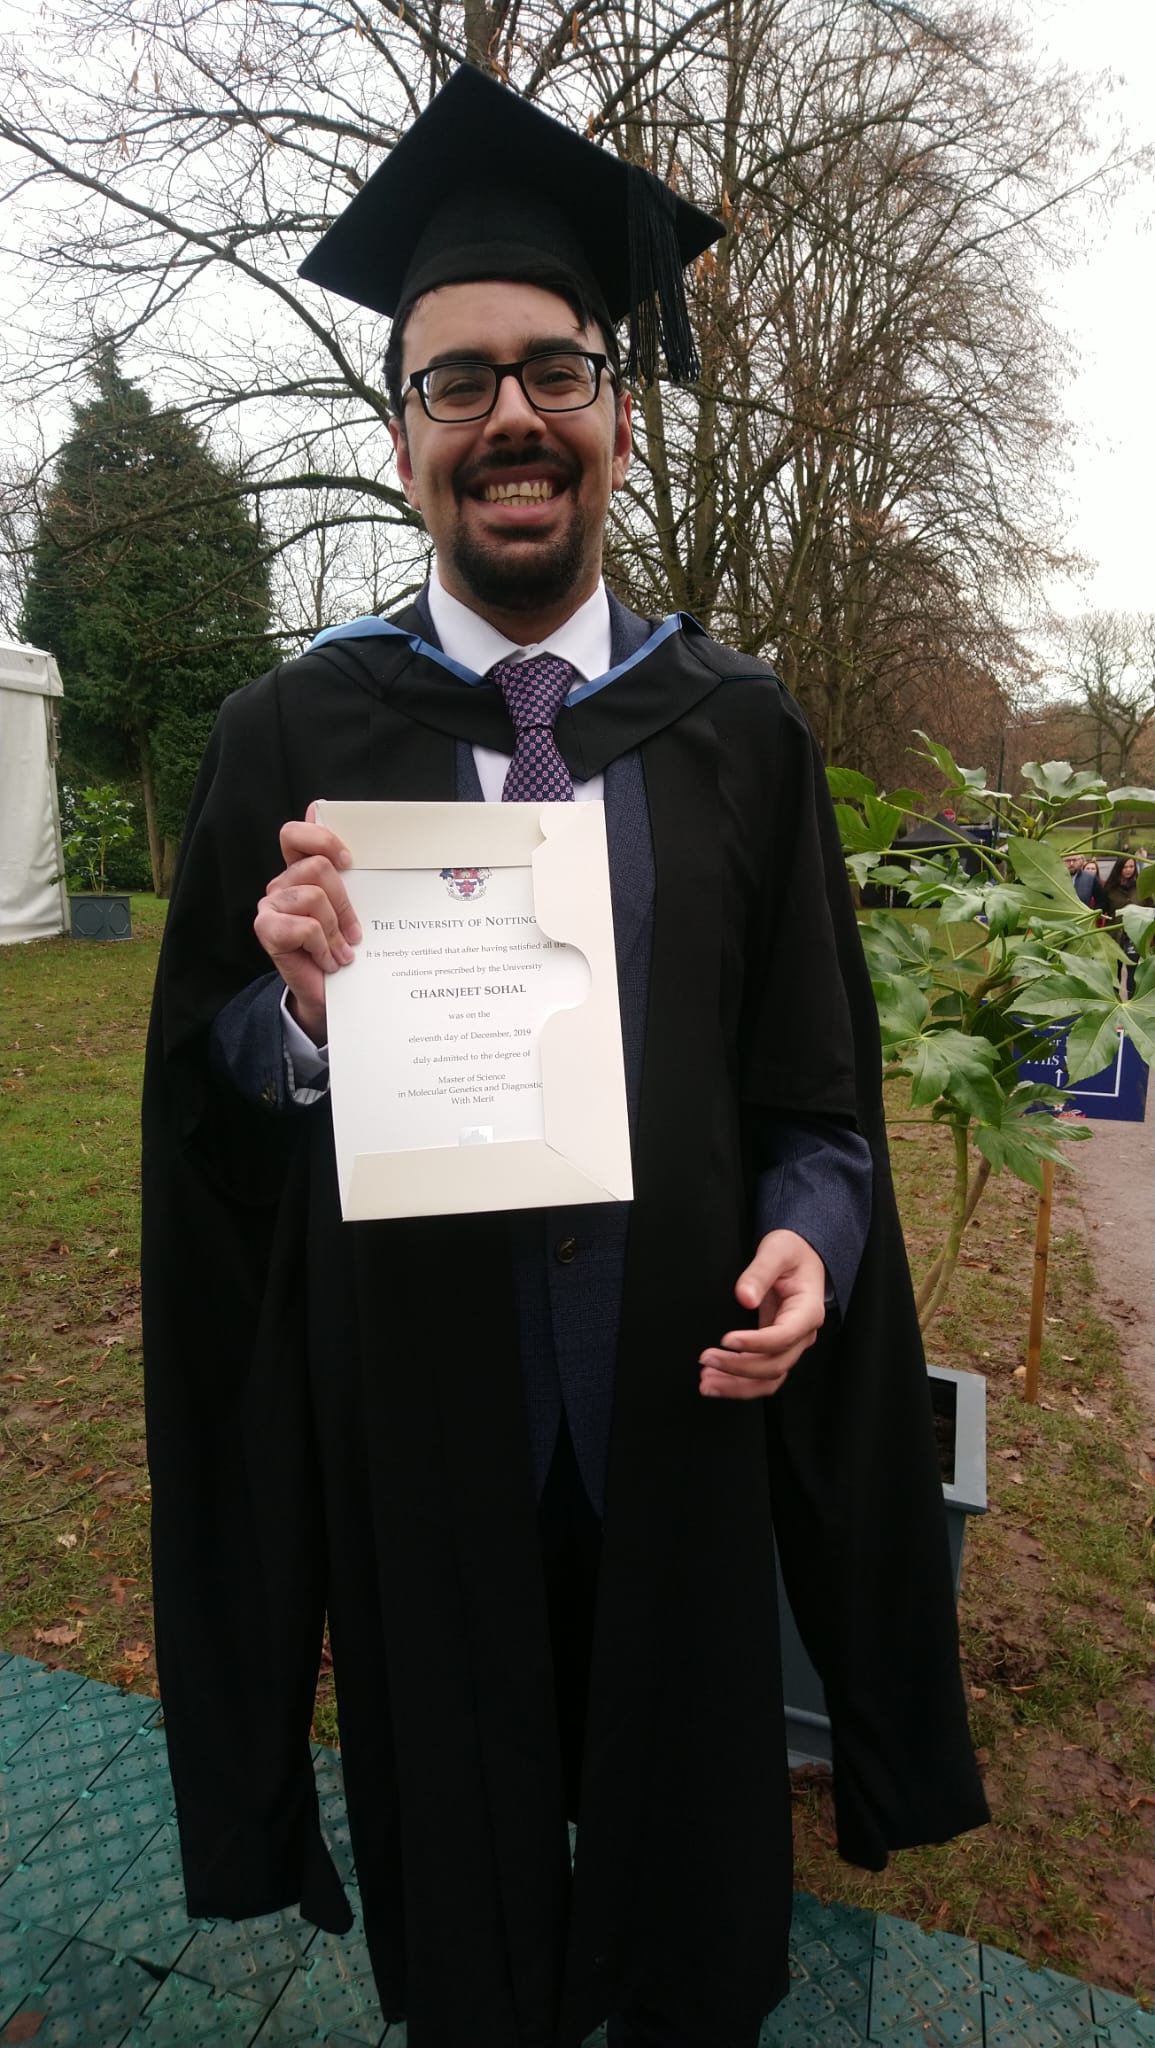 THE UNIVERSITY OF NOTTING
It is hereby certified that after having satisfied all the
conditions prescribed by the University
CHARNJEET SOHAL
was on the
eleventh day of December, 2019
duly admitted to the degree of
Master of Science
in Molecular Genetics and Diagnostic
With Merit
THIS